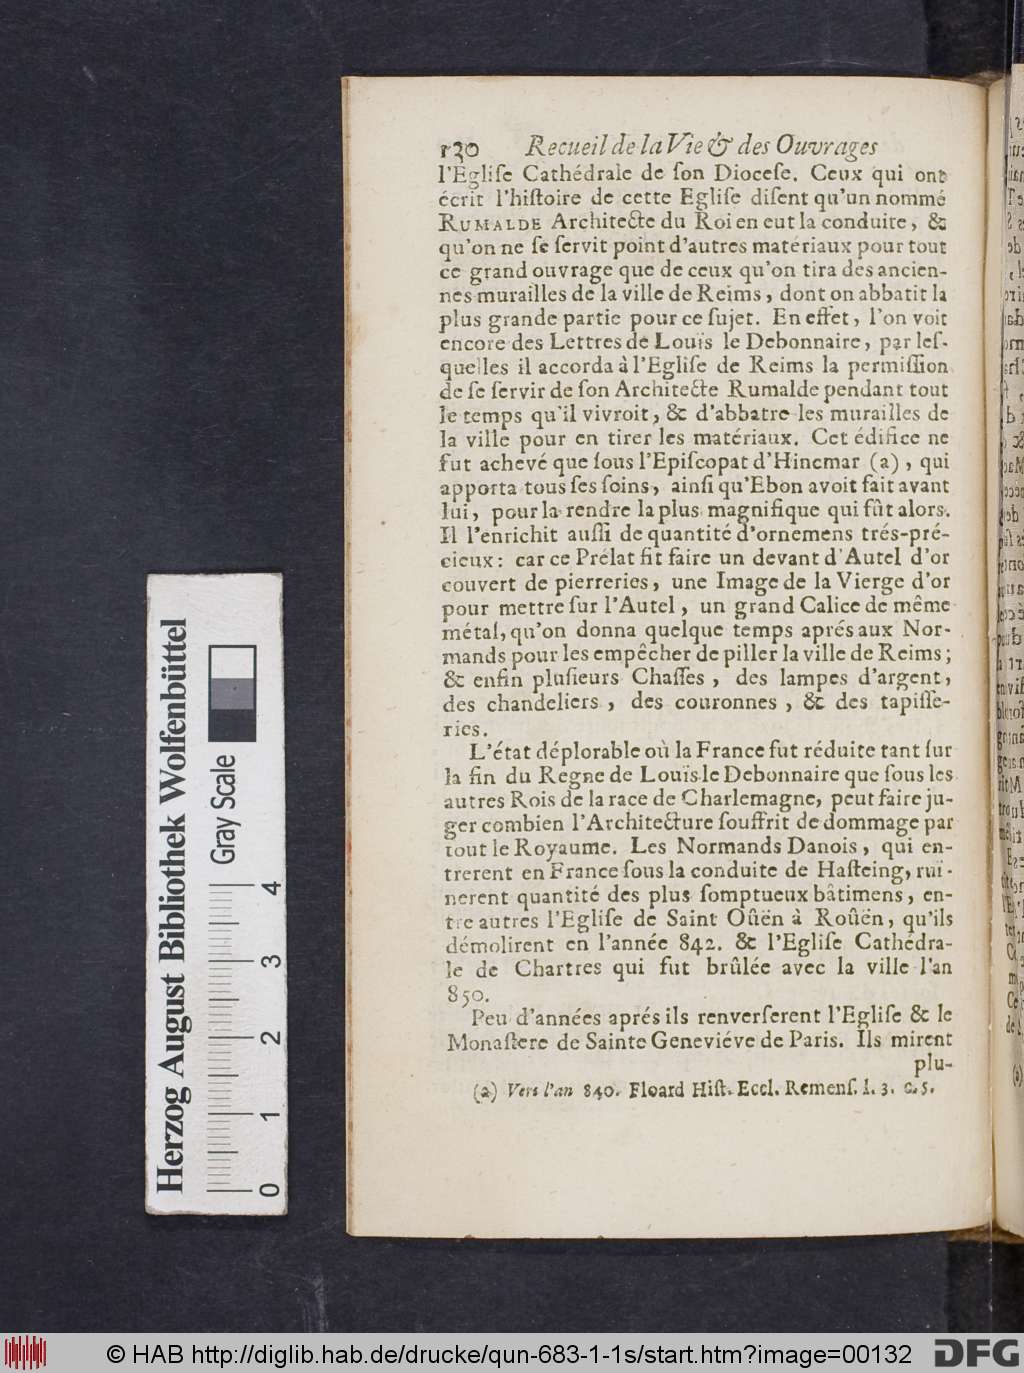 130 Recueil de la Vie & des Ouvrages
l'Egliſe Cathédrale de ſon Dioceſe. Ceux qui ont
écrit l'hiſtoire de cette Egliſe diſent qu'un nommé
RUMALDE Architecte du Roi en eut la conduite, &
qu'on ne ſe ſervit point d'autres matériaux pour tout
ce grand ouvrage que de ceux qu'on tira des ancien-
nes murailles de la ville de Reims, dont on abbatit la
plus grande partie pour ce ſujet. En effet, l'on voit
encore des Lettres de Louïs le Debonnaire, par leſ-
quelles il accorda à l'Egliſe de Reims la permiſſion
de ſe ſervir de ſon Architecte Rumalde pendant tout
le temps qu'il vivroit, & d'abbatre les murailles de
la ville pour en tirer les matériaux. Cet édifice ne
fut achevé que ſous l'Epiſcopat d'Hincmar (a), qui
apporta tous ſes ſoins, ainſi qu'Ebon avoit fait avant
lui, pour la rendre la plus magnifique qui fût alors.
Il l'enrichit auſſi de quantité d'ornemens trés-pré-
cieux: car ce Prélat fit faire un devant d'Autel d'or
couvert de pierreries, une Image de la Vierge d'or
pour mettre ſur l'Autel, un grand Calice de même
métal, qu'on donna quelque temps aprés aux Nor-
mands pour les empêcher de piller la ville de Reims;
& enfin pluſieurs Chaſſes, des lampes d'argent,
des chandeliers, des couronnes, & des tapiſſe-
ries.
L'état déplorable où la France fut réduite tant ſur
la fin du Regne de Louïs le Debonnaire que ſous les
autres Rois de la race de Charlemagne, peut faire ju-
ger combien l'Architecture ſouffrit de dommage par
tout le Royaume. Les Normands Danois, qui en-
trerent en France ſous la conduite de Haſteing, ruï-
nerent quantité des plus ſomptueux bâtimens, en-
tre autres l'Egliſe de Saint Oûën à Roûën, qu'ils
démolirent en l'année 842. & l'Egliſe Cathédra-
le de Chartres qui fut brûlée avec la ville l'an
850.
Peu d'années aprés ils renverſerent l'Egliſe & le
Monaſtere de Sainte Geneviéve de Paris. Ils mirent
plu-
(a) Vers l'an 840. Floard Hiſt. Eccl. Remenſ. l. 3. c. 5.
Herzog August Bibliothek Wolfenbüttel
Gray Scale
0 1 2 3 4
© HAB http://diglib.hab.de/drucke/qun-683-1-1s/start.htm?image=00132
DFG